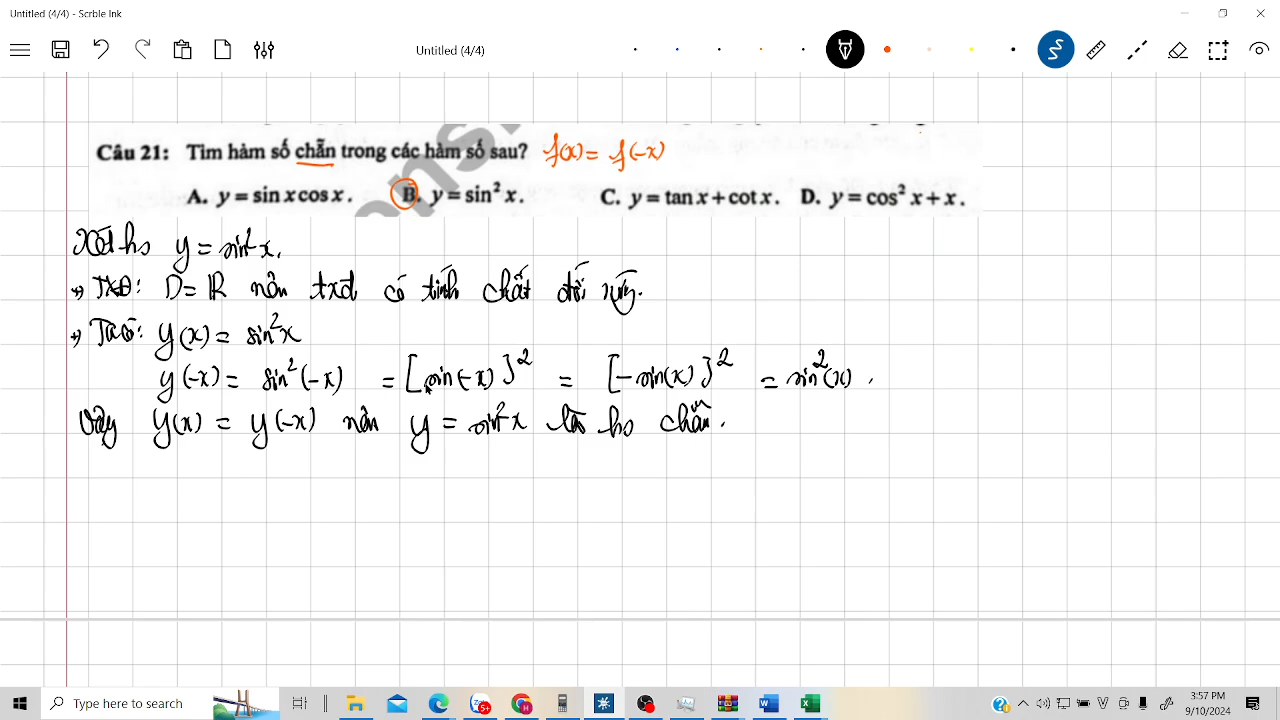 Untitled (4/4) - Scrble Ink
Untitled (4/4)
Câu 21: Tìm hàm số chẵn trong các hàm số sau? f(x) = f(-x)
A. y = sin x cos x. B. y = sin² x. C. y = tan x + cot x. D. y = cos² x + x.
Xét hs y = sin²x.
TXĐ: D = ℝ nên txđ có tính chất đối xứng.
Ta có: y(x) = sin²x
y(-x) = sin²(-x) = [sin(-x)]² = [-sin(x)]² = sin²(x).
Vậy y(x) = y(-x) nên y = sin²x là hs chẵn.
Type here to search
3:57 PM
9/10/2024